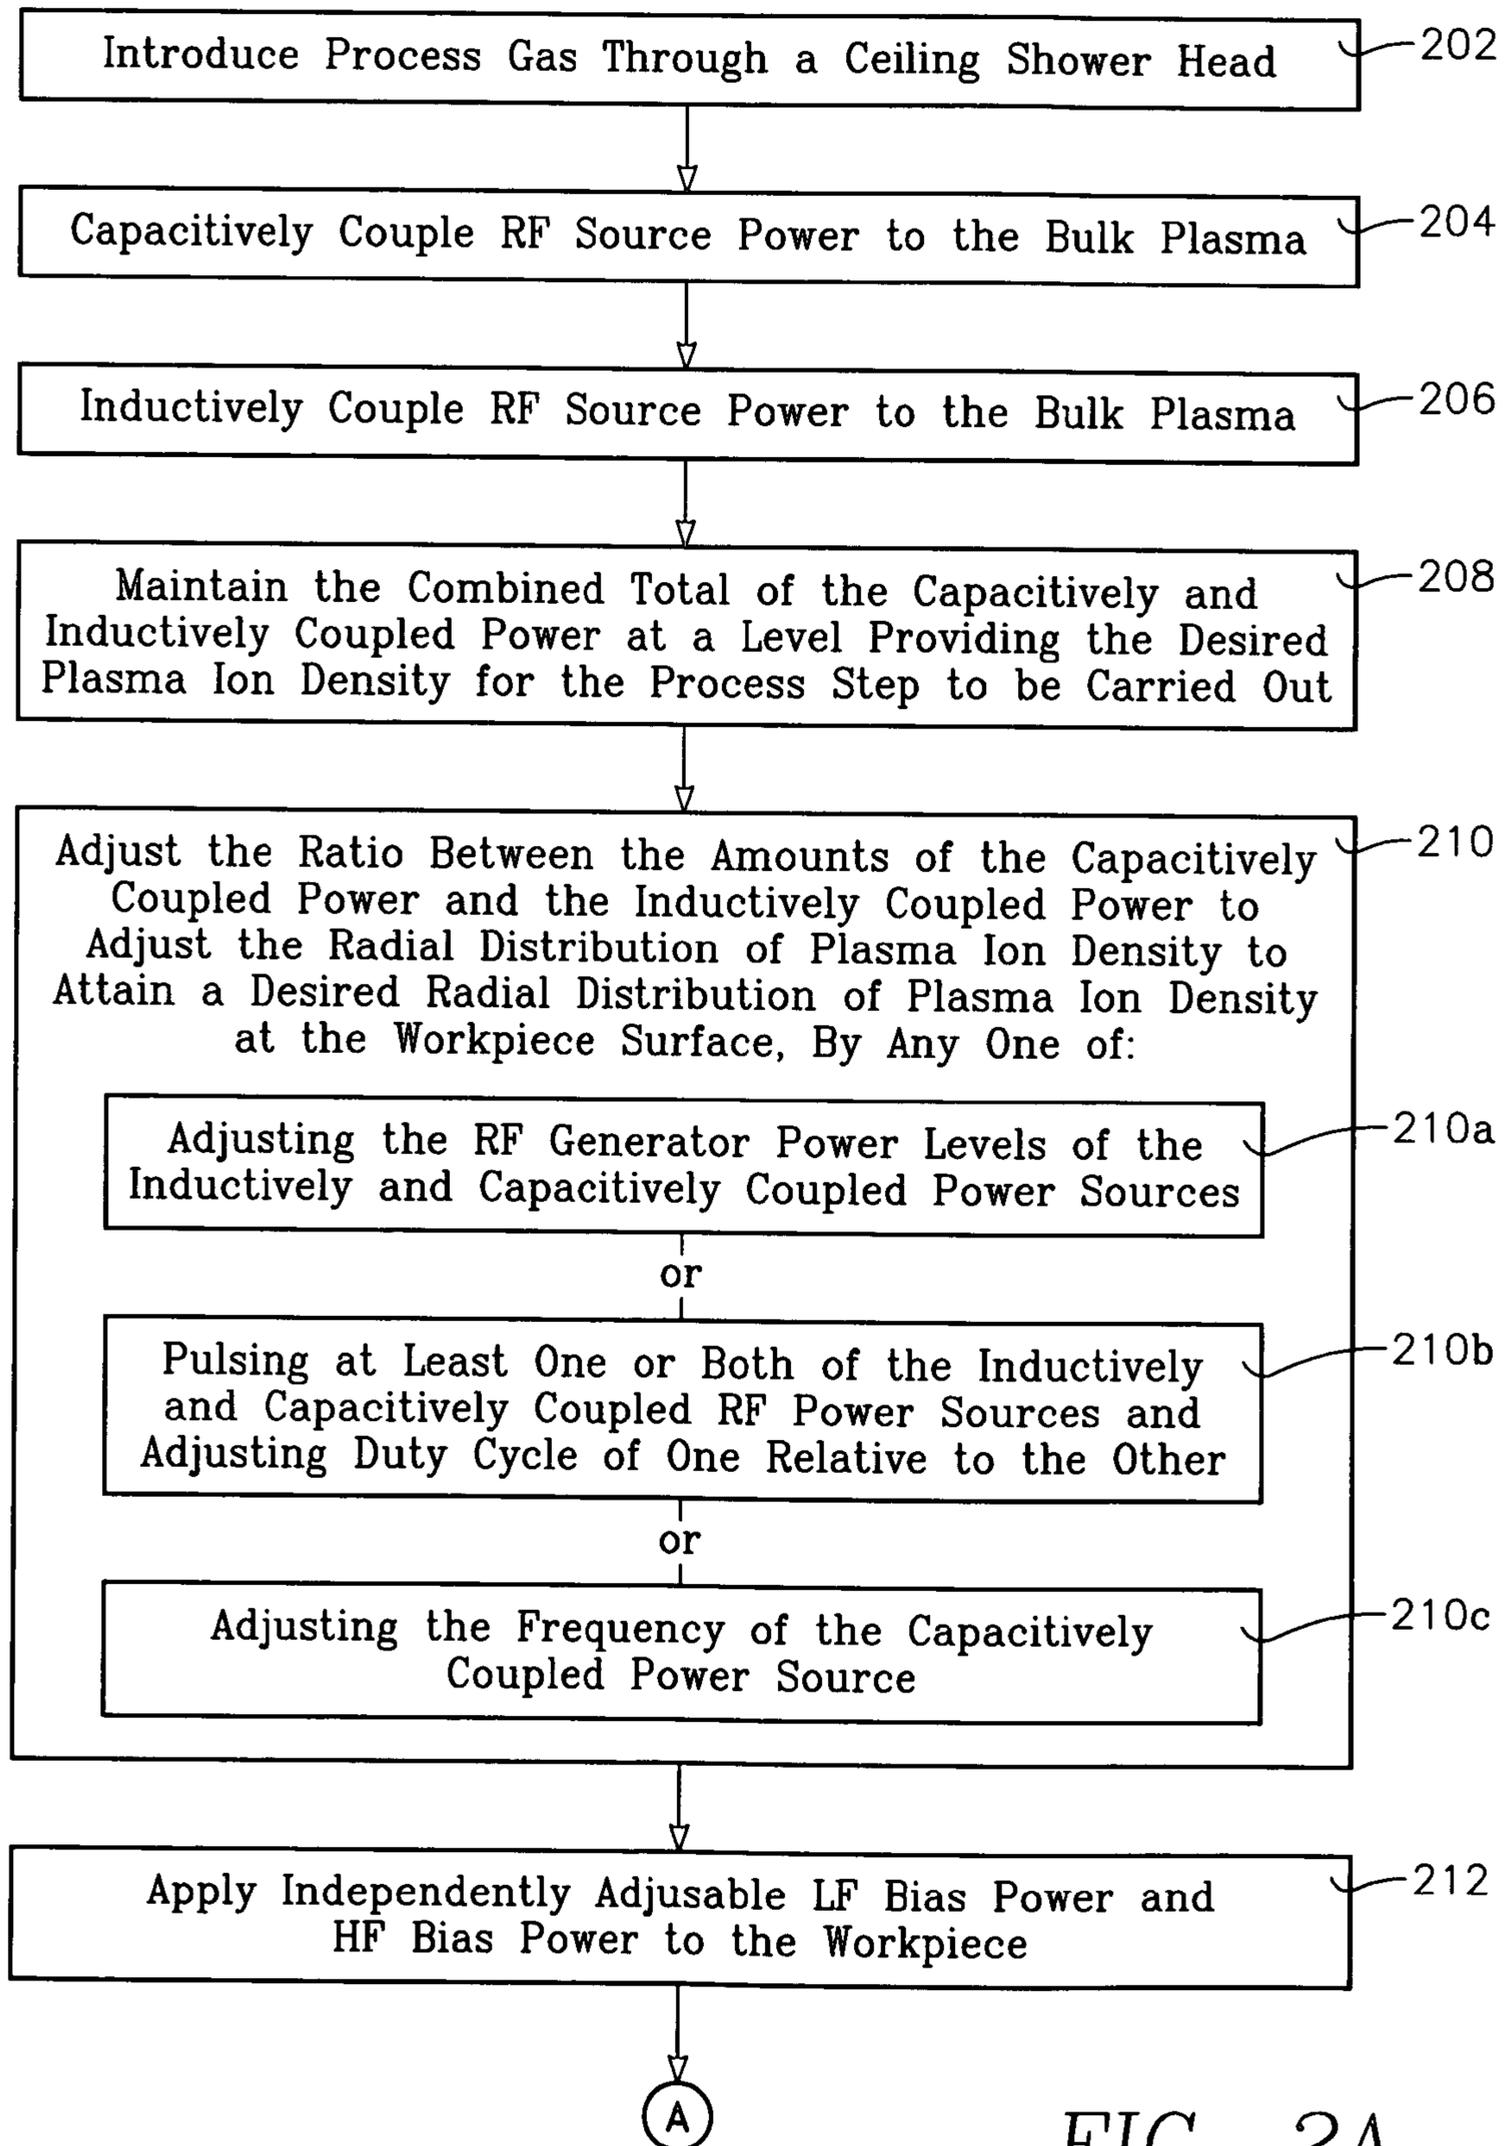 Introduce Process Gas Through a Ceiling Shower Head
202
Capacitively Couple RF Source Power to the Bulk Plasma
204
Inductively Couple RF Source Power to the Bulk Plasma
206
Maintain the Combined Total of the Capacitively and
Inductively Coupled Power at a Level Providing the Desired
Plasma Ion Density for the Process Step to be Carried Out
208
Adjust the Ratio Between the Amounts of the Capacitively
Coupled Power and the Inductively Coupled Power to
Adjust the Radial Distribution of Plasma Ion Density to
Attain a Desired Radial Distribution of Plasma Ion Density
at the Workpiece Surface, By Any One of:
210
Adjusting the RF Generator Power Levels of the
Inductively and Capacitively Coupled Power Sources
210a
or
Pulsing at Least One or Both of the Inductively
and Capacitively Coupled RF Power Sources and
Adjusting Duty Cycle of One Relative to the Other
210b
or
Adjusting the Frequency of the Capacitively
Coupled Power Source
210c
Apply Independently Adjusable LF Bias Power and
HF Bias Power to the Workpiece
212
A
FIG. 2A